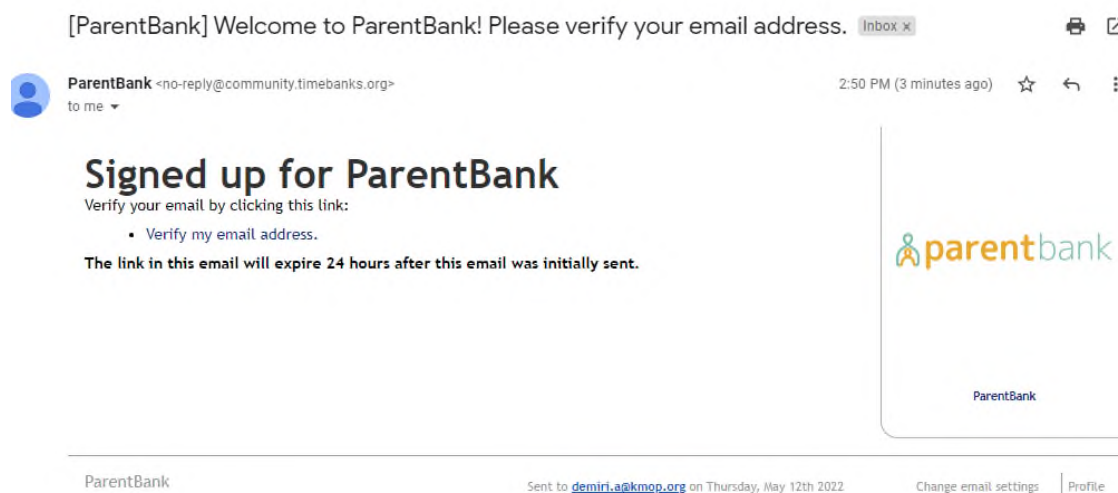 [ParentBank] Welcome to ParentBank! Please verify your email address. Inbox x
ParentBank <no-reply@community.timebanks.org> 2:50 PM (3 minutes ago)
to me
Signed up for ParentBank
Verify your email by clicking this link:
• Verify my email address.
The link in this email will expire 24 hours after this email was initially sent.
parentbank
ParentBank
ParentBank Sent to demiri.a@kmop.org on Thursday, May 12th 2022 Change email settings | Profile